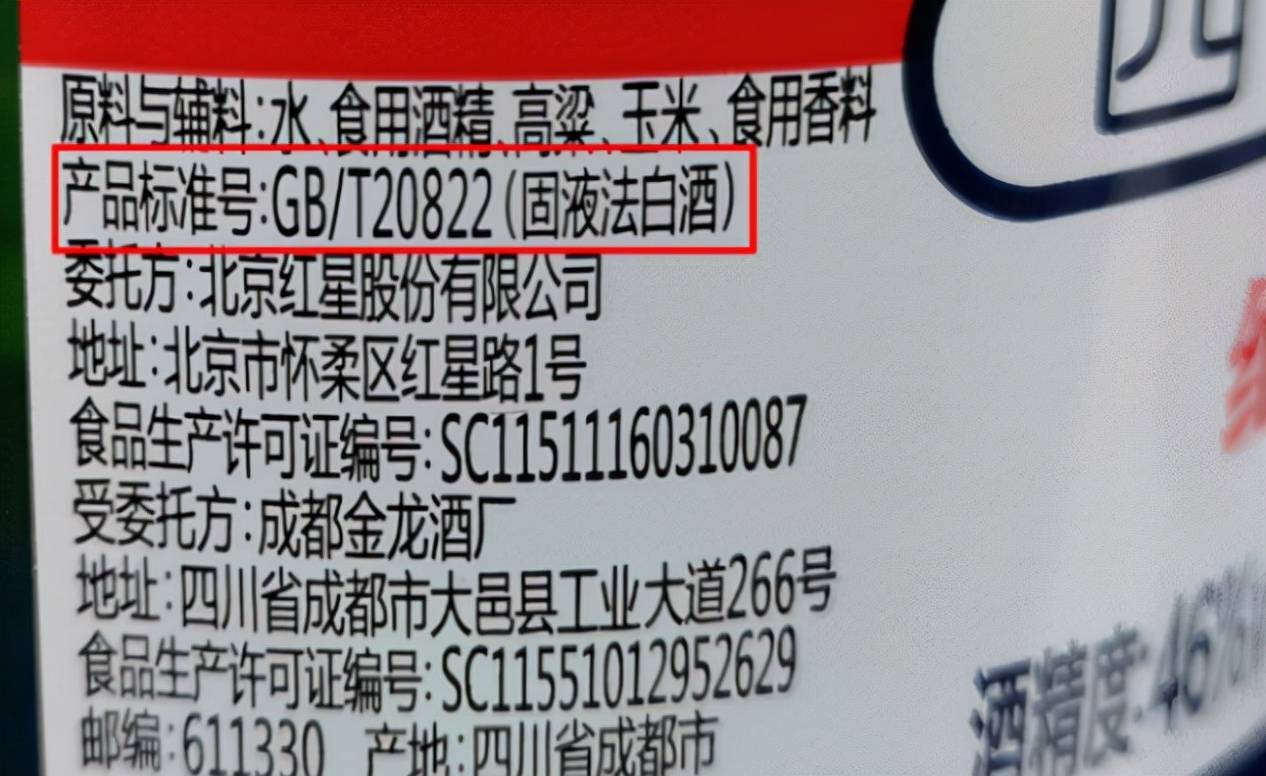 原料与辅料:水、食用酒精、高粱、玉米、食用香料
产品标准号:GB/T20822(固液法白酒)
委托方:北京红星股份有限公司
地址:北京市怀柔区红星路1号
食品生产许可证编号:SC11511160310087
受委托方:成都金龙酒厂
地址:四川省成都市大邑县工业大道266号
食品生产许可证编号:SC11551012952629
邮编:611330 产地:四川省成都市
酒精度:46%